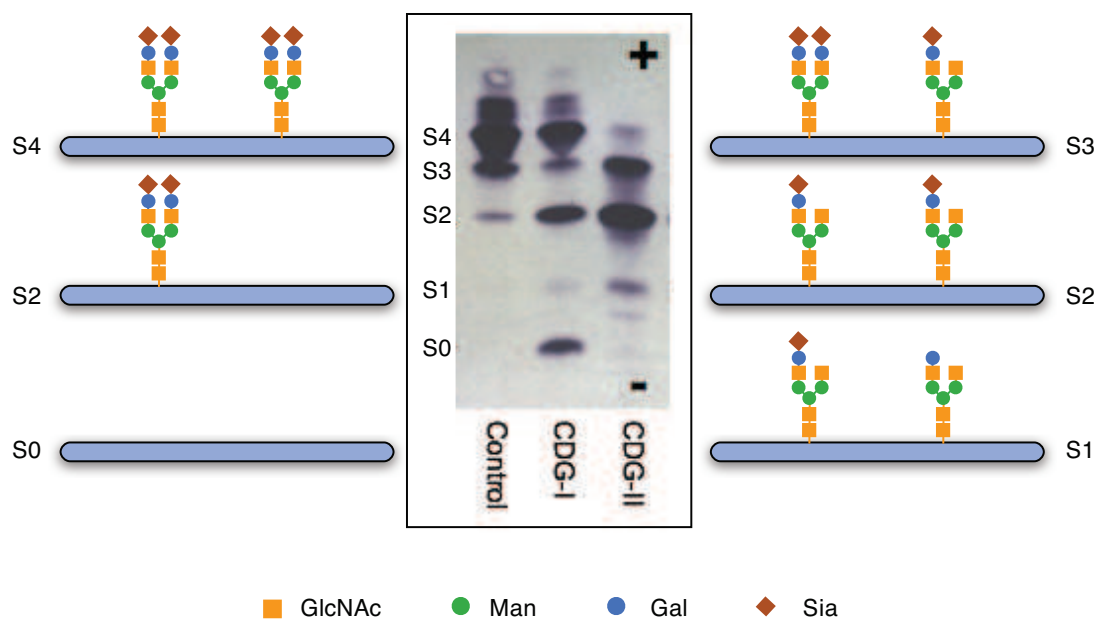 S4
S2
S0
+
S4
S3
S2
S1
S0
-
Control
CDG-I
CDG-II
S3
S2
S1
GlcNAc
Man
Gal
Sia